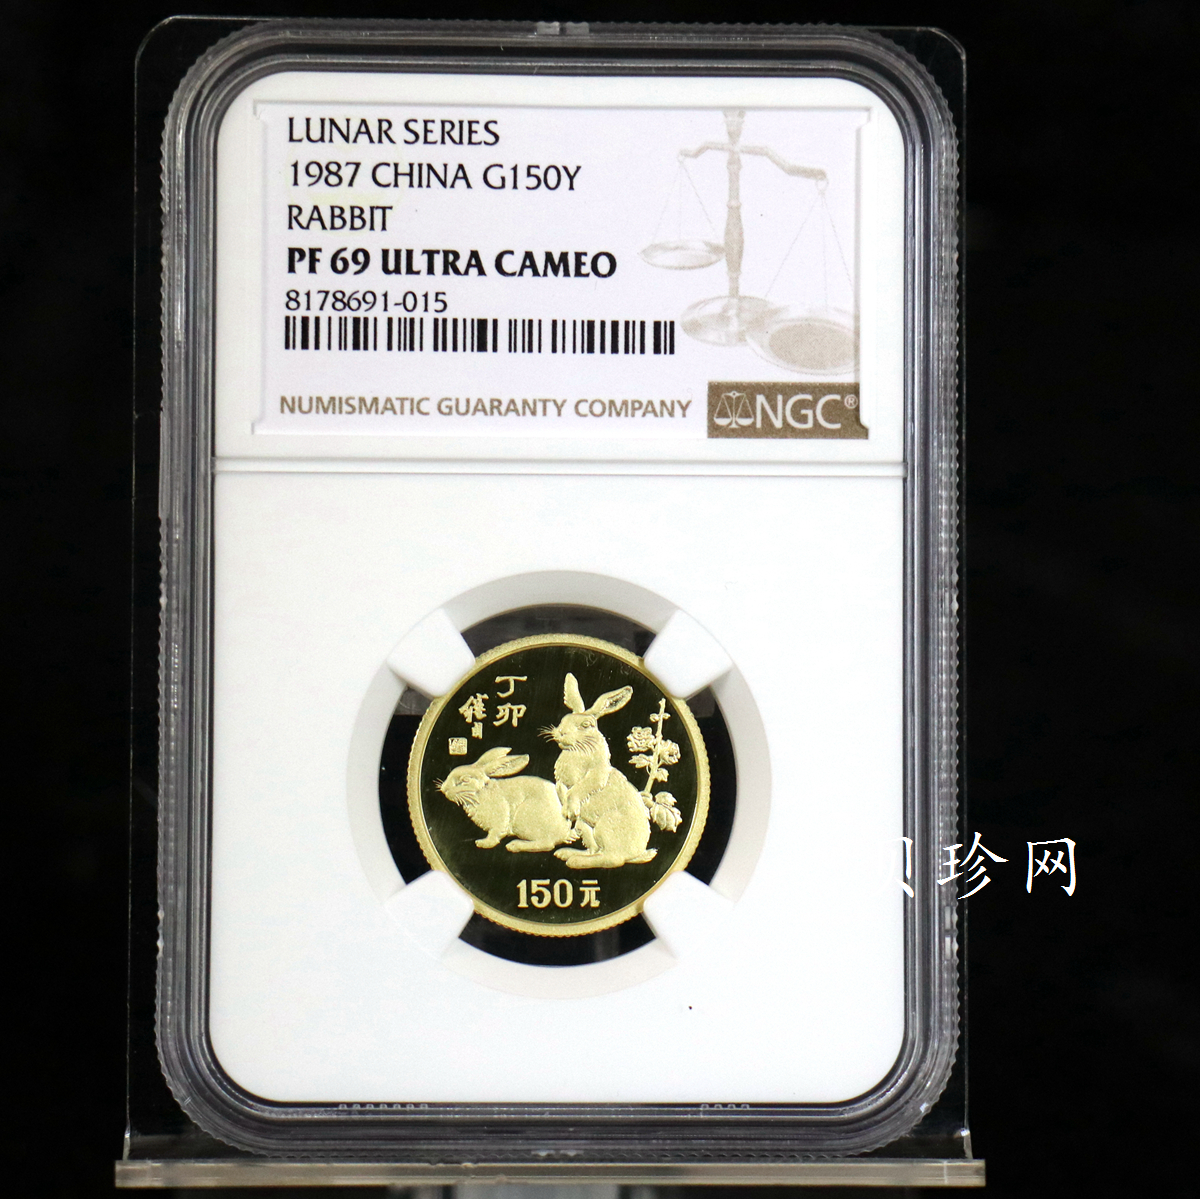 LUNAR SERIES
1987 CHINA G150Y
RABBIT
PF 69 ULTRA CAMEO
8178691-015
NUMISMATIC GUARANTY COMPANY
NGC®
丁卯
150元
贝珍网